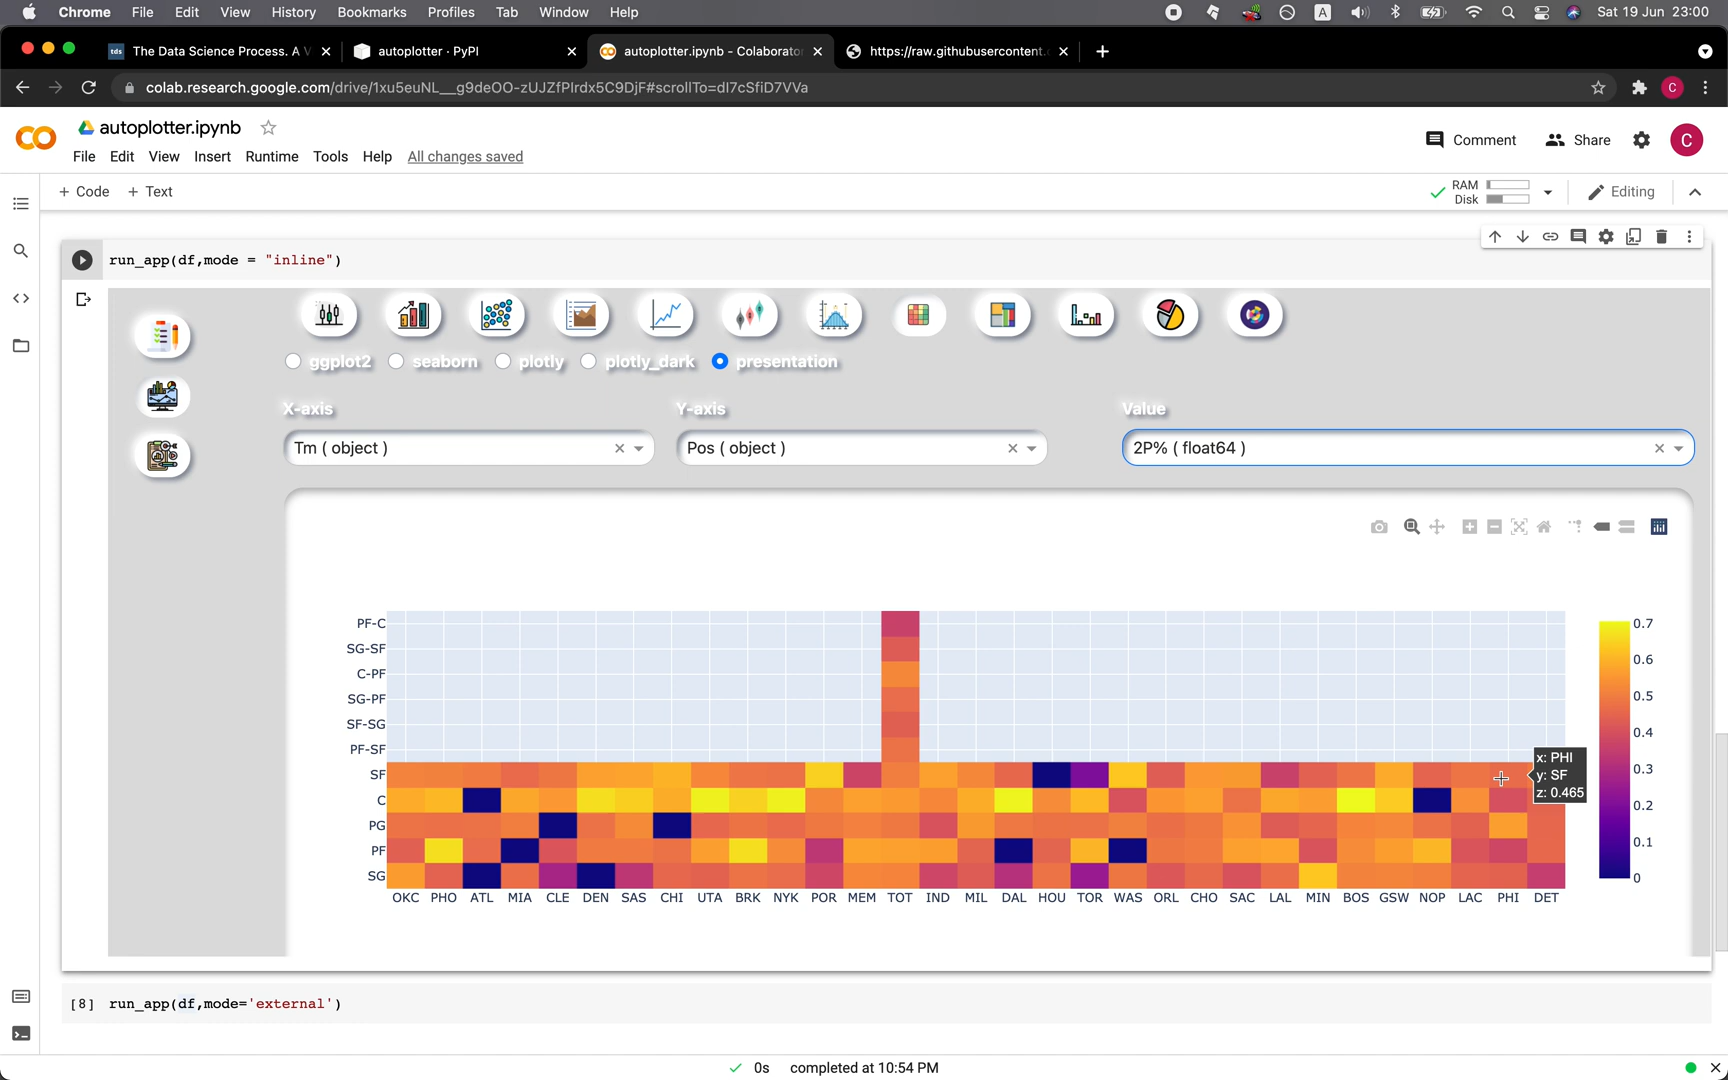 Chrome File Edit View History Bookmarks Profiles Tab Window Help A Sat 19 Jun 23:00
tds The Data Science Process. A V autoplotter · PyPI autoplotter.ipynb - Colaborator https://raw.githubusercontent.
colab.research.google.com/drive/1xu5euNL__g9deOO-zUJZfPIrdx5C9DjF#scrollTo=dI7cSfiD7VVa C
autoplotter.ipynb
File Edit View Insert Runtime Tools Help All changes saved
Comment Share C
+ Code + Text
RAM
Disk
Editing
run_app(df,mode = "inline")
ggplot2 seaborn plotly plotly_dark presentation
X-axis Y-axis Value
Tm ( object ) Pos ( object ) 2P% ( float64 )
PF-C
SG-SF
C-PF
SG-PF
SF-SG
PF-SF
SF
C
PG
PF
SG
OKC PHO ATL MIA CLE DEN SAS CHI UTA BRK NYK POR MEM TOT IND MIL DAL HOU TOR WAS ORL CHO SAC LAL MIN BOS GSW NOP LAC PHI DET
0.7
0.6
0.5
0.4
0.3
0.2
0.1
0
x: PHI
y: SF
z: 0.465
[8] run_app(df,mode='external')
0s completed at 10:54 PM